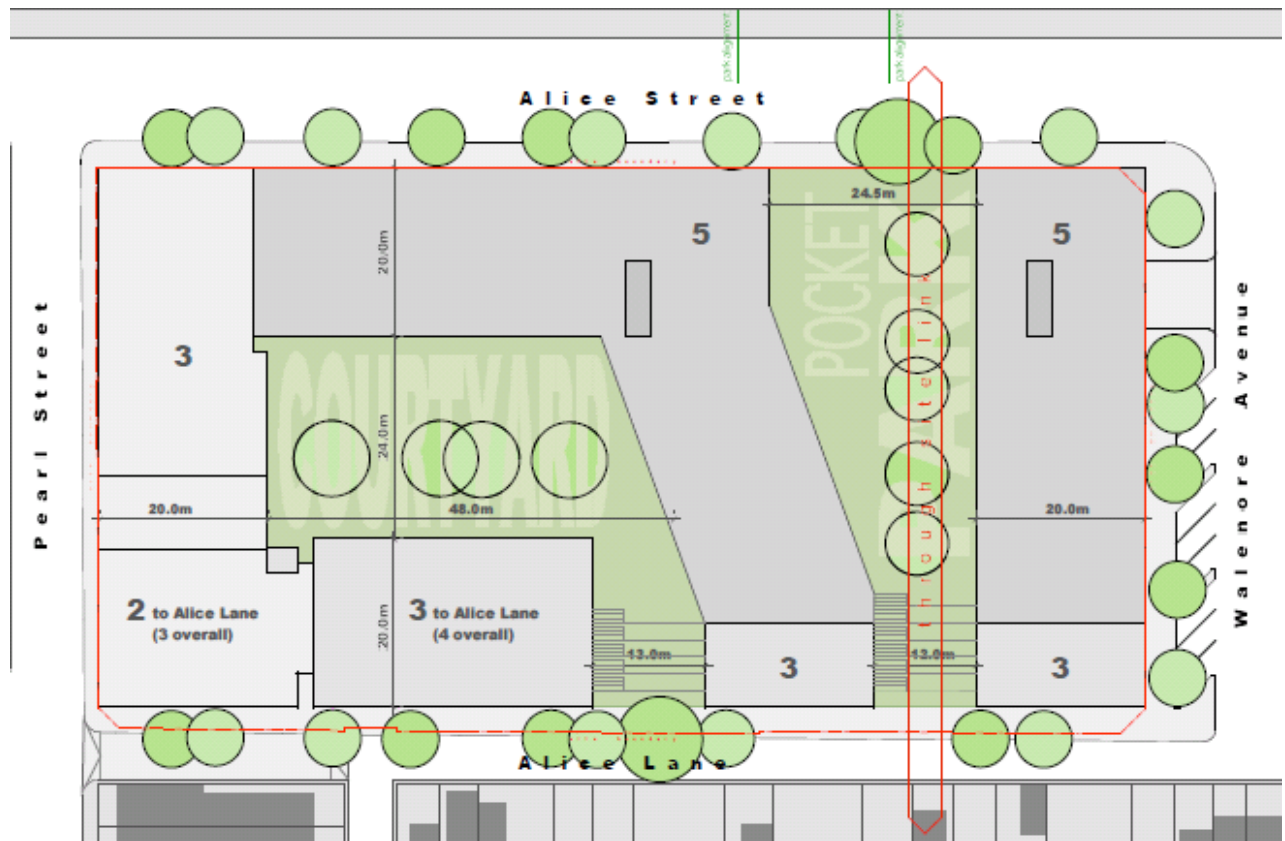 park alignment
park alignment
Alice Street
24.5m
5
5
POCKET
PARK
20.0m
3
through site link
COURTYARD
24.0m
Pearl Street
Walenore Avenue
20.0m
48.0m
20.0m
2 to Alice Lane
(3 overall)
3 to Alice Lane
(4 overall)
20.0m
13.0m
3
13.0m
3
Alice Lane